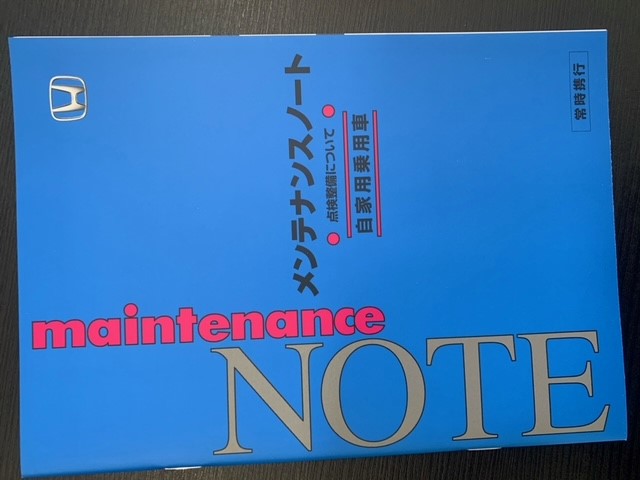 常時携行
メンテナンスノート
点検整備について
自家用乗用車
maintenance
NOTE